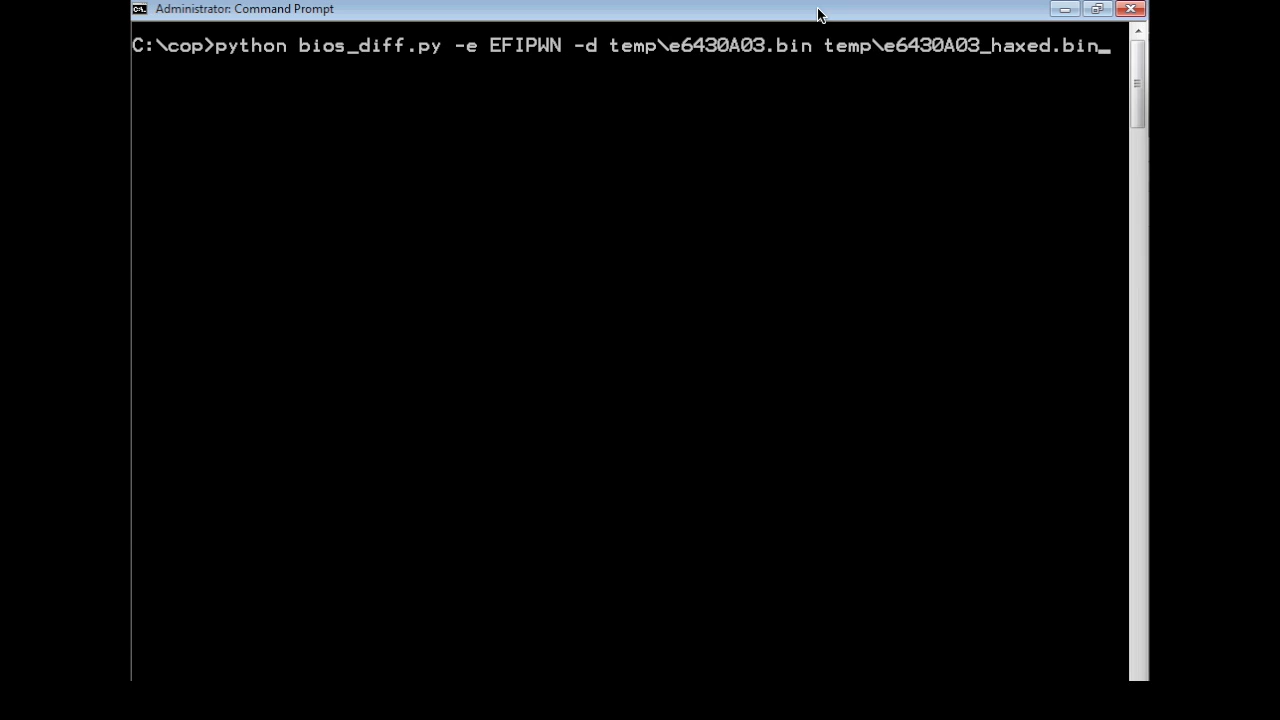 Administrator: Command Prompt
C:\cop>python bios_diff.py -e EFIPWN -d temp\e6430A03.bin temp\e6430A03_haxed.bin_